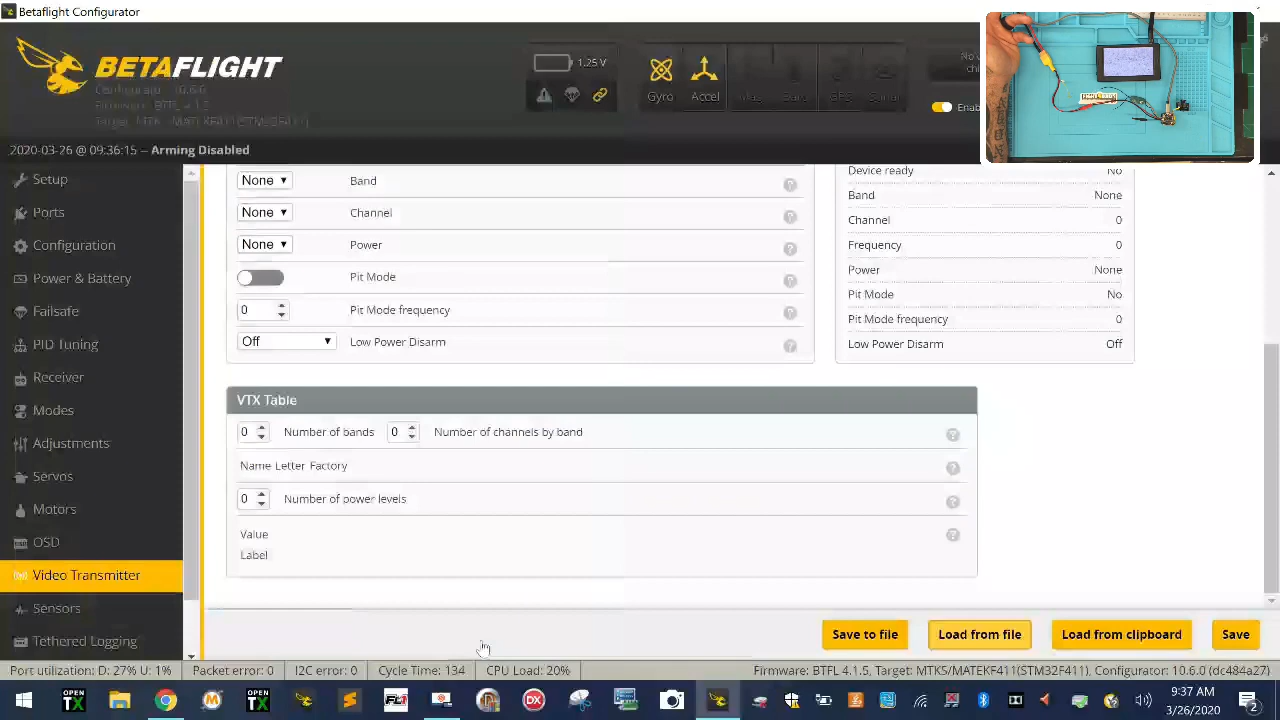 Betaflight Configurator
BETAFLIGHT
Gyro
Accel
Enab
2020-03-26 @ 09:36:15 -- Arming Disabled
Setup
Ports
Configuration
Power & Battery
Failsafe
PID Tuning
Receiver
Modes
Adjustments
Servos
Motors
OSD
Video Transmitter
Sensors
Tethered Logging
None Band
None Channel
None Power
Pit Mode
0 Pit Mode frequency
Off Low Power Disarm
Device ready No
Band None
Channel 0
Frequency 0
Power None
Pit Mode No
Pit Mode frequency 0
Low Power Disarm Off
VTX Table
0 Number of bands 0 Number of channels by band
Name Letter Factory
0 Number of power levels
Value
Label
Save to file Load from file Load from clipboard Save
Port utilization: D: 27% U: 1% Packet error: 0 I2C error: 0 Cycle Time: 134 CPU Load: 20% Firmware: BTFL 4.1.5, Target: MTKS/MATEKF411(STM32F411), Configurator: 10.6.0 (dc484a27)
OPEN TX
OPEN TX
9:37 AM
3/26/2020
2